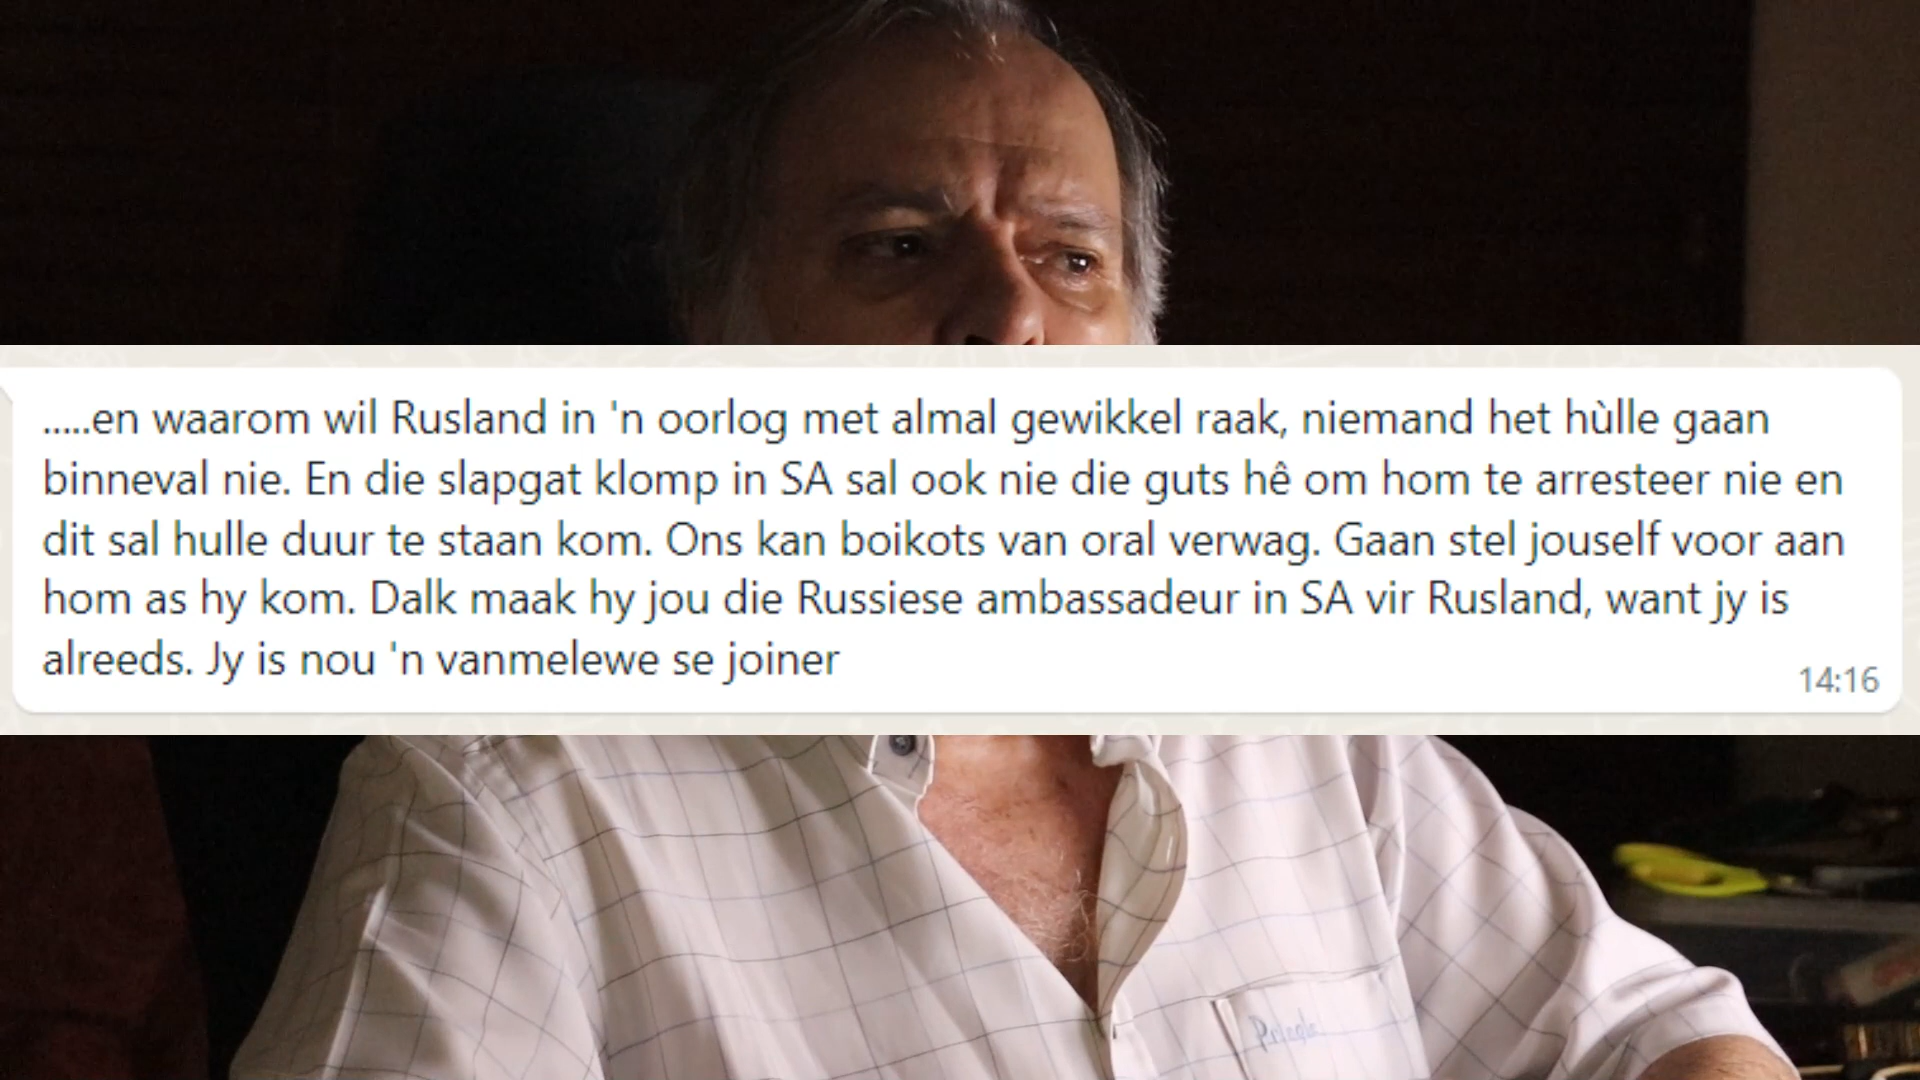 .....en waarom wil Rusland in 'n oorlog met almal gewikkel raak, niemand het hùlle gaan
binneval nie. En die slapgat klomp in SA sal ook nie die guts hê om hom te arresteer nie en
dit sal hulle duur te staan kom. Ons kan boikots van oral verwag. Gaan stel jouself voor aan
hom as hy kom. Dalk maak hy jou die Russiese ambassadeur in SA vir Rusland, want jy is
alreeds. Jy is nou 'n vanmelewe se joiner
14:16